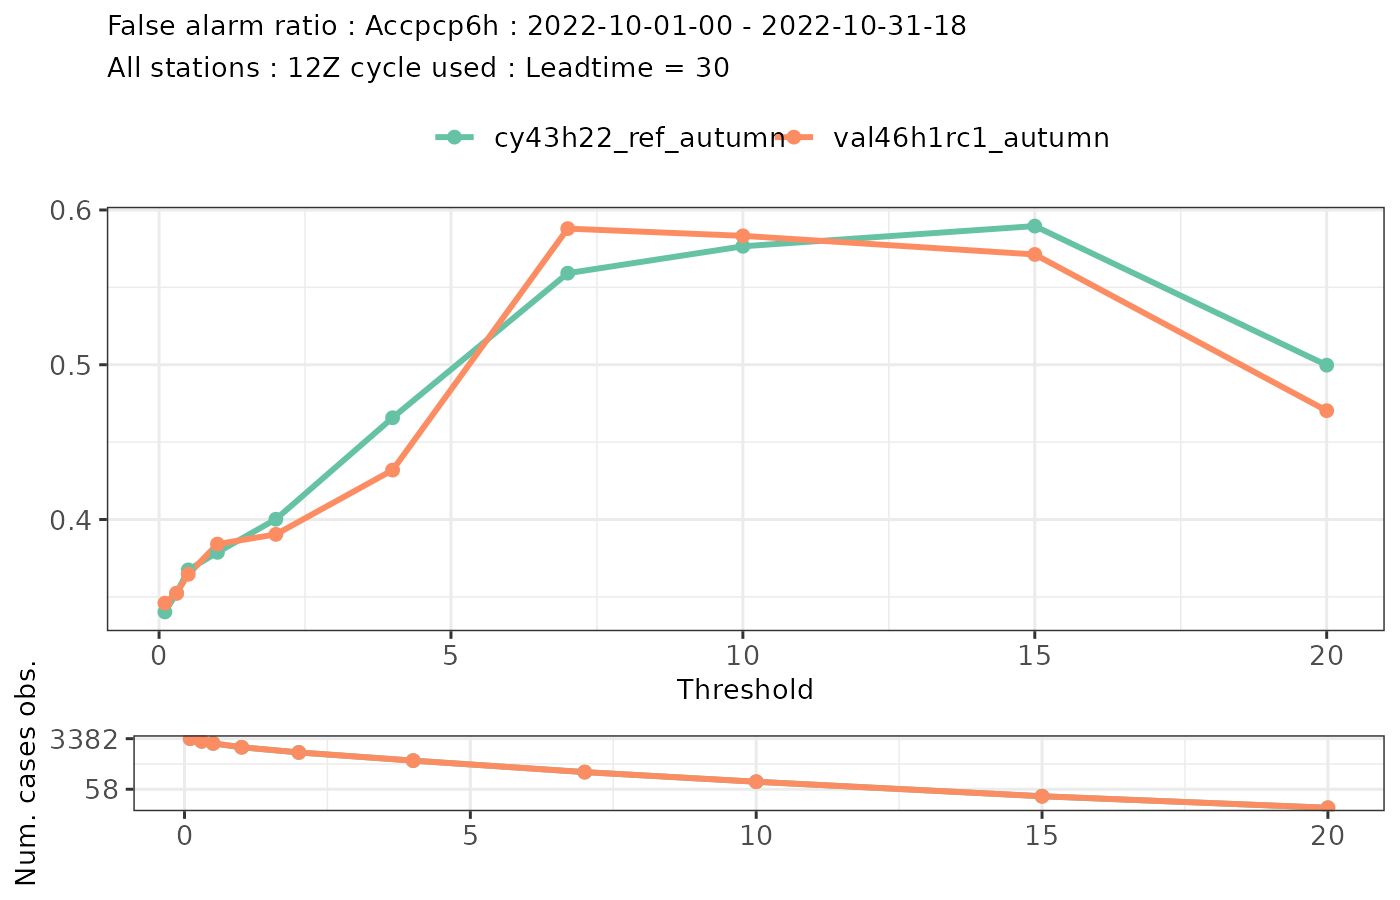 False alarm ratio : Accpcp6h : 2022-10-01-00 - 2022-10-31-18
All stations : 12Z cycle used : Leadtime = 30
cy43h22_ref_autumn val46h1rc1_autumn
0.6
0.5
0.4
0 5 10 15 20
Threshold
Num. cases obs.
3382
58
0 5 10 15 20